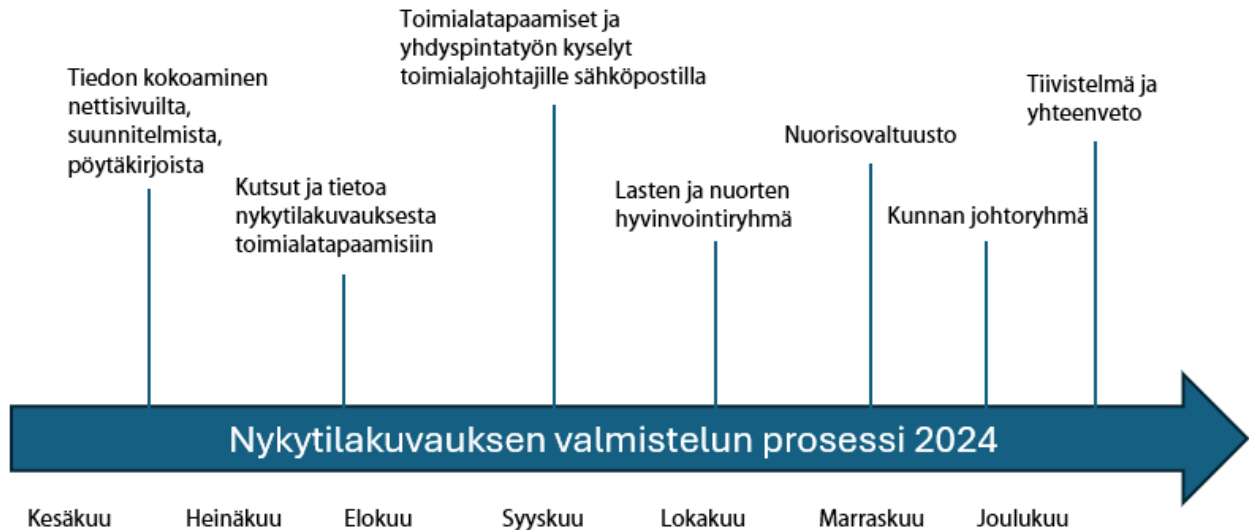 Tiedon kokoaminen
nettisivuilta,
suunnitelmista,
pöytäkirjoista
Kutsut ja tietoa
nykytilakuvauksesta
toimialatapaamisiin
Toimialatapaamiset ja
yhdyspintatyön kyselyt
toimialajohtajille sähköpostilla
Lasten ja nuorten
hyvinvointiryhmä
Nuorisovaltuusto
Kunnan johtoryhmä
Tiivistelmä ja
yhteenveto
Nykytilakuvauksen valmistelun prosessi 2024
Kesäkuu Heinäkuu Elokuu Syyskuu Lokakuu Marraskuu Joulukuu